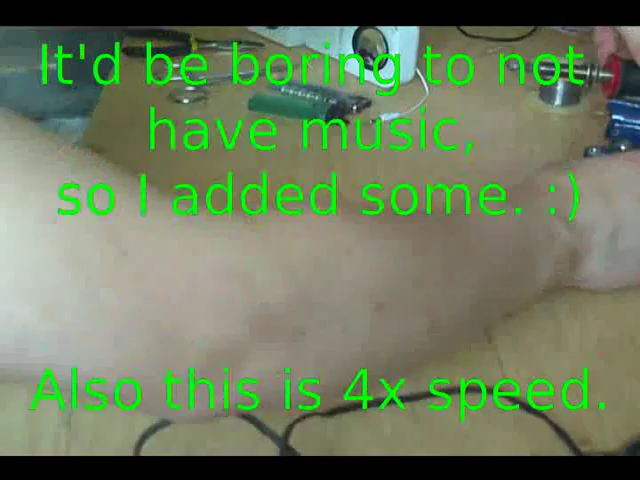 It'd be boring to not
have music,
so I added some. :)
Also this is 4x speed.